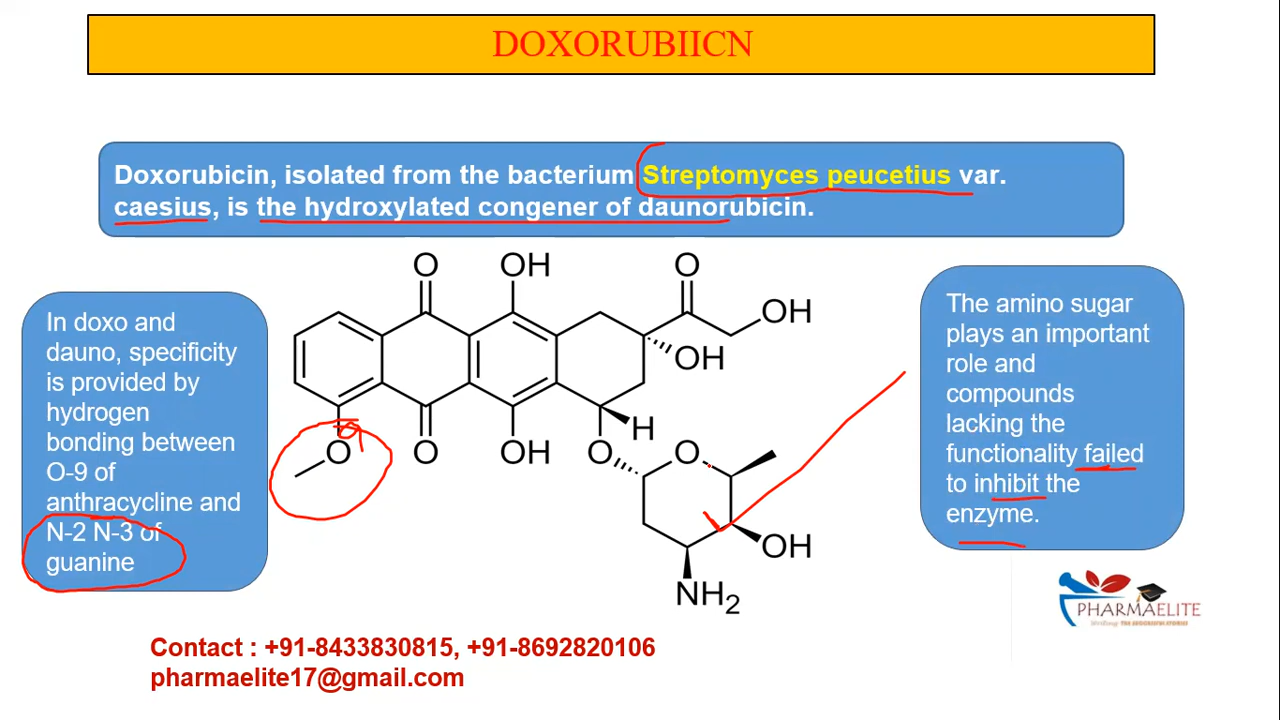 DOXORUBIICN
Doxorubicin, isolated from the bacterium Streptomyces peucetius var.
caesius, is the hydroxylated congener of daunorubicin.
In doxo and
dauno, specificity
is provided by
hydrogen
bonding between
O-9 of
anthracycline and
N-2 N-3 of
guanine
O
OH
O
OH
OH
H
O
O
OH
O
O
OH
NH2
The amino sugar
plays an important
role and
compounds
lacking the
functionality failed
to inhibit the
enzyme.
PHARMAELITE
Contact : +91-8433830815, +91-8692820106
pharmaelite17@gmail.com